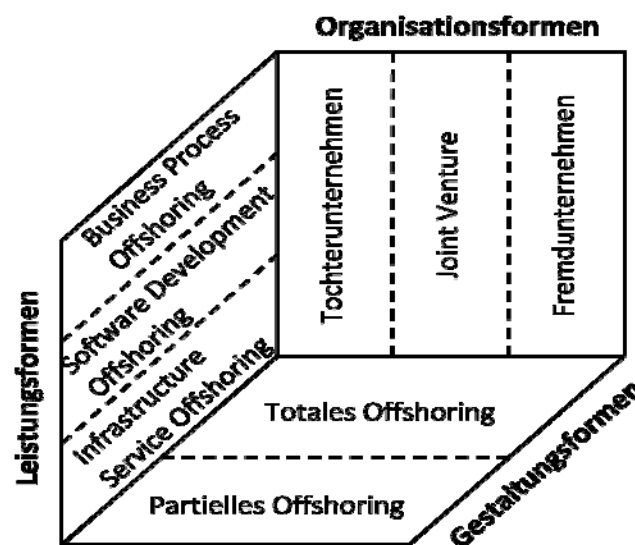 Organisationsformen
Tochterunternehmen
Joint Venture
Fremdunternehmen
Leistungsformen
Business Process
Offshoring
Software Development
Offshoring
Infrastructure
Service Offshoring
Totales Offshoring
Partielles Offshoring
Gestaltungsformen